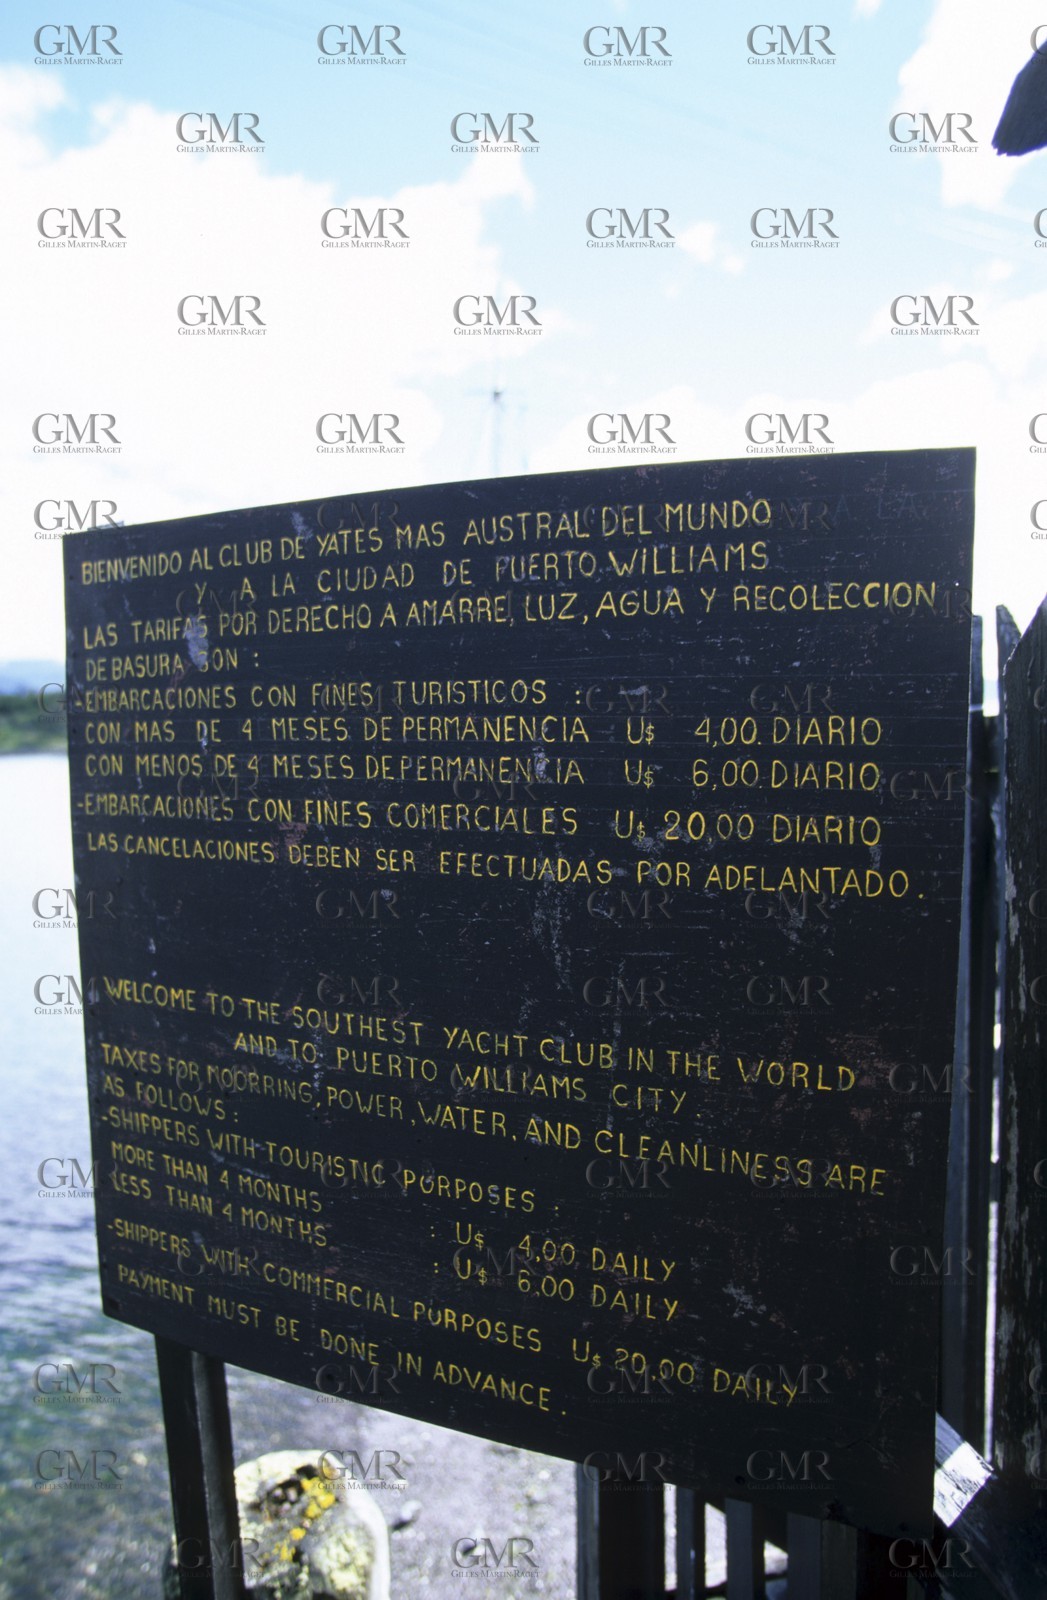 BIENVENIDO AL CLUB DE YATES MAS AUSTRAL DEL MUNDO
Y A LA CIUDAD DE PUERTO WILLIAMS
LAS TARIFAS POR DERECHO A AMARRE, LUZ, AGUA Y RECOLECCION
DE BASURA SON :
-EMBARCACIONES CON FINES TURISTICOS :
CON MAS DE 4 MESES DE PERMANENCIA U$ 4,00. DIARIO
CON MENOS DE 4 MESES DE PERMANENCIA U$ 6,00 DIARIO
-EMBARCACIONES CON FINES COMERCIALES U$ 20,00 DIARIO
LAS CANCELACIONES DEBEN SER EFECTUADAS POR ADELANTADO.
WELCOME TO THE SOUTHEST YACHT CLUB IN THE WORLD
AND TO PUERTO WILLIAMS CITY.
TAXES FOR MOORRING, POWER, WATER, AND CLEANLINESS ARE
AS FOLLOWS :
-SHIPPERS WITH TOURISTIC PURPOSES :
MORE THAN 4 MONTHS : U$ 4,00 DAILY
LESS THAN 4 MONTHS : U$ 6,00 DAILY
-SHIPPERS WITH COMMERCIAL PURPOSES U$ 20,00 DAILY
PAYMENT MUST BE DONE IN ADVANCE.
GMR
GILLES MARTIN-RAGET